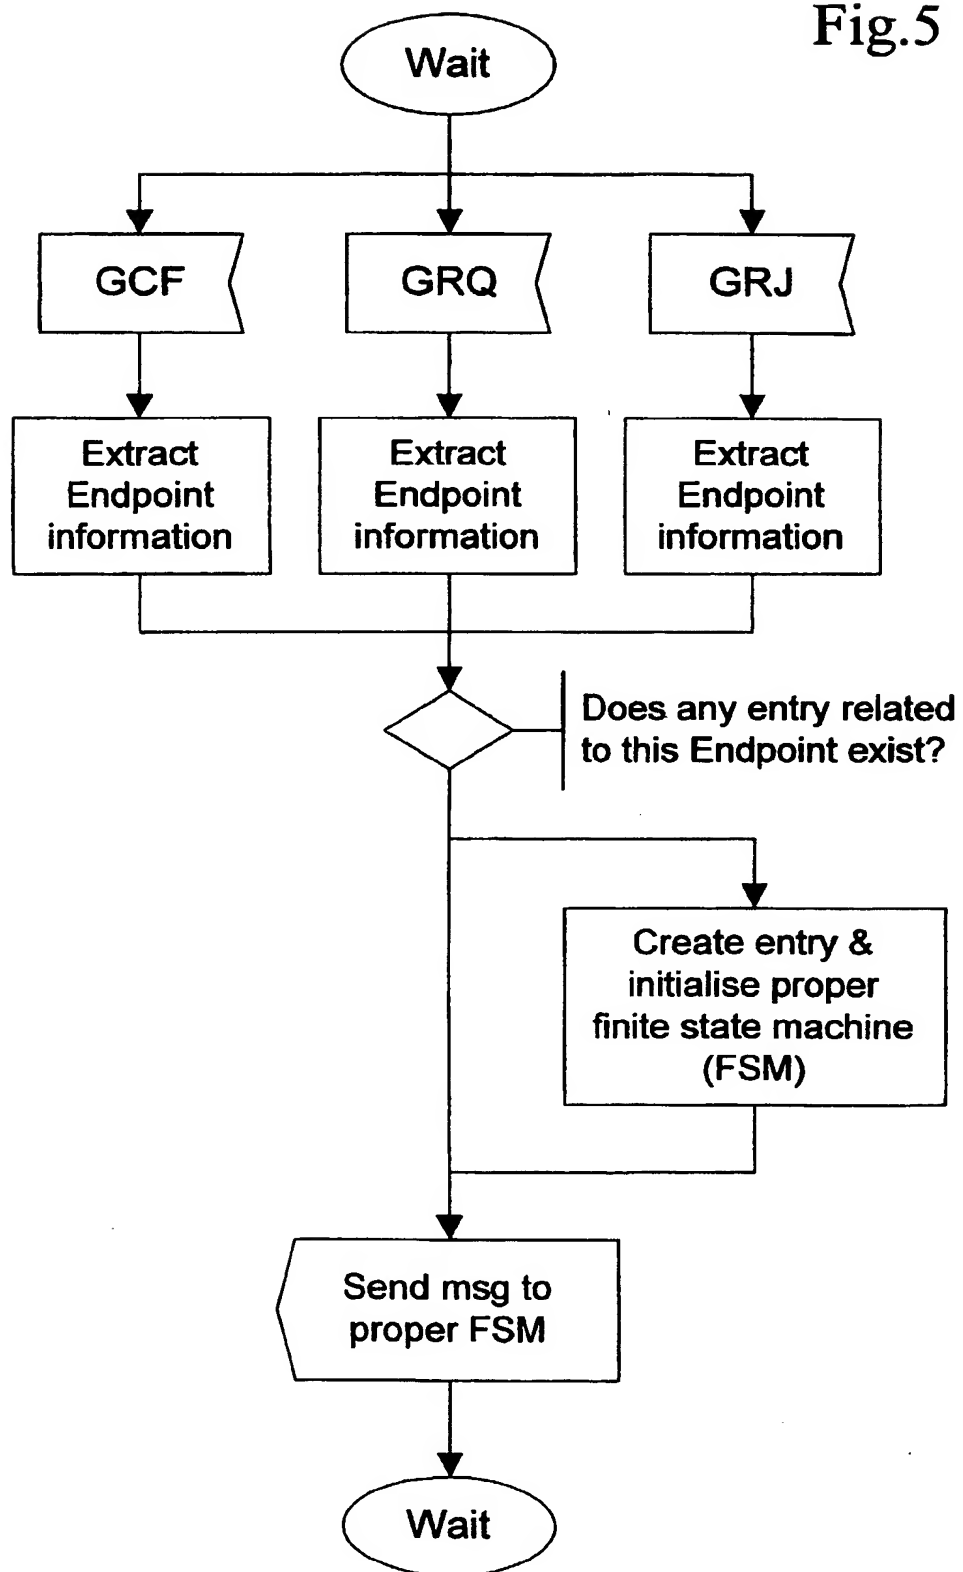 Fig.5
Wait
GCF
GRQ
GRJ
Extract
Endpoint
information
Extract
Endpoint
information
Extract
Endpoint
information
Does any entry related
to this Endpoint exist?
Create entry &
initialise proper
finite state machine
(FSM)
Send msg to
proper FSM
Wait